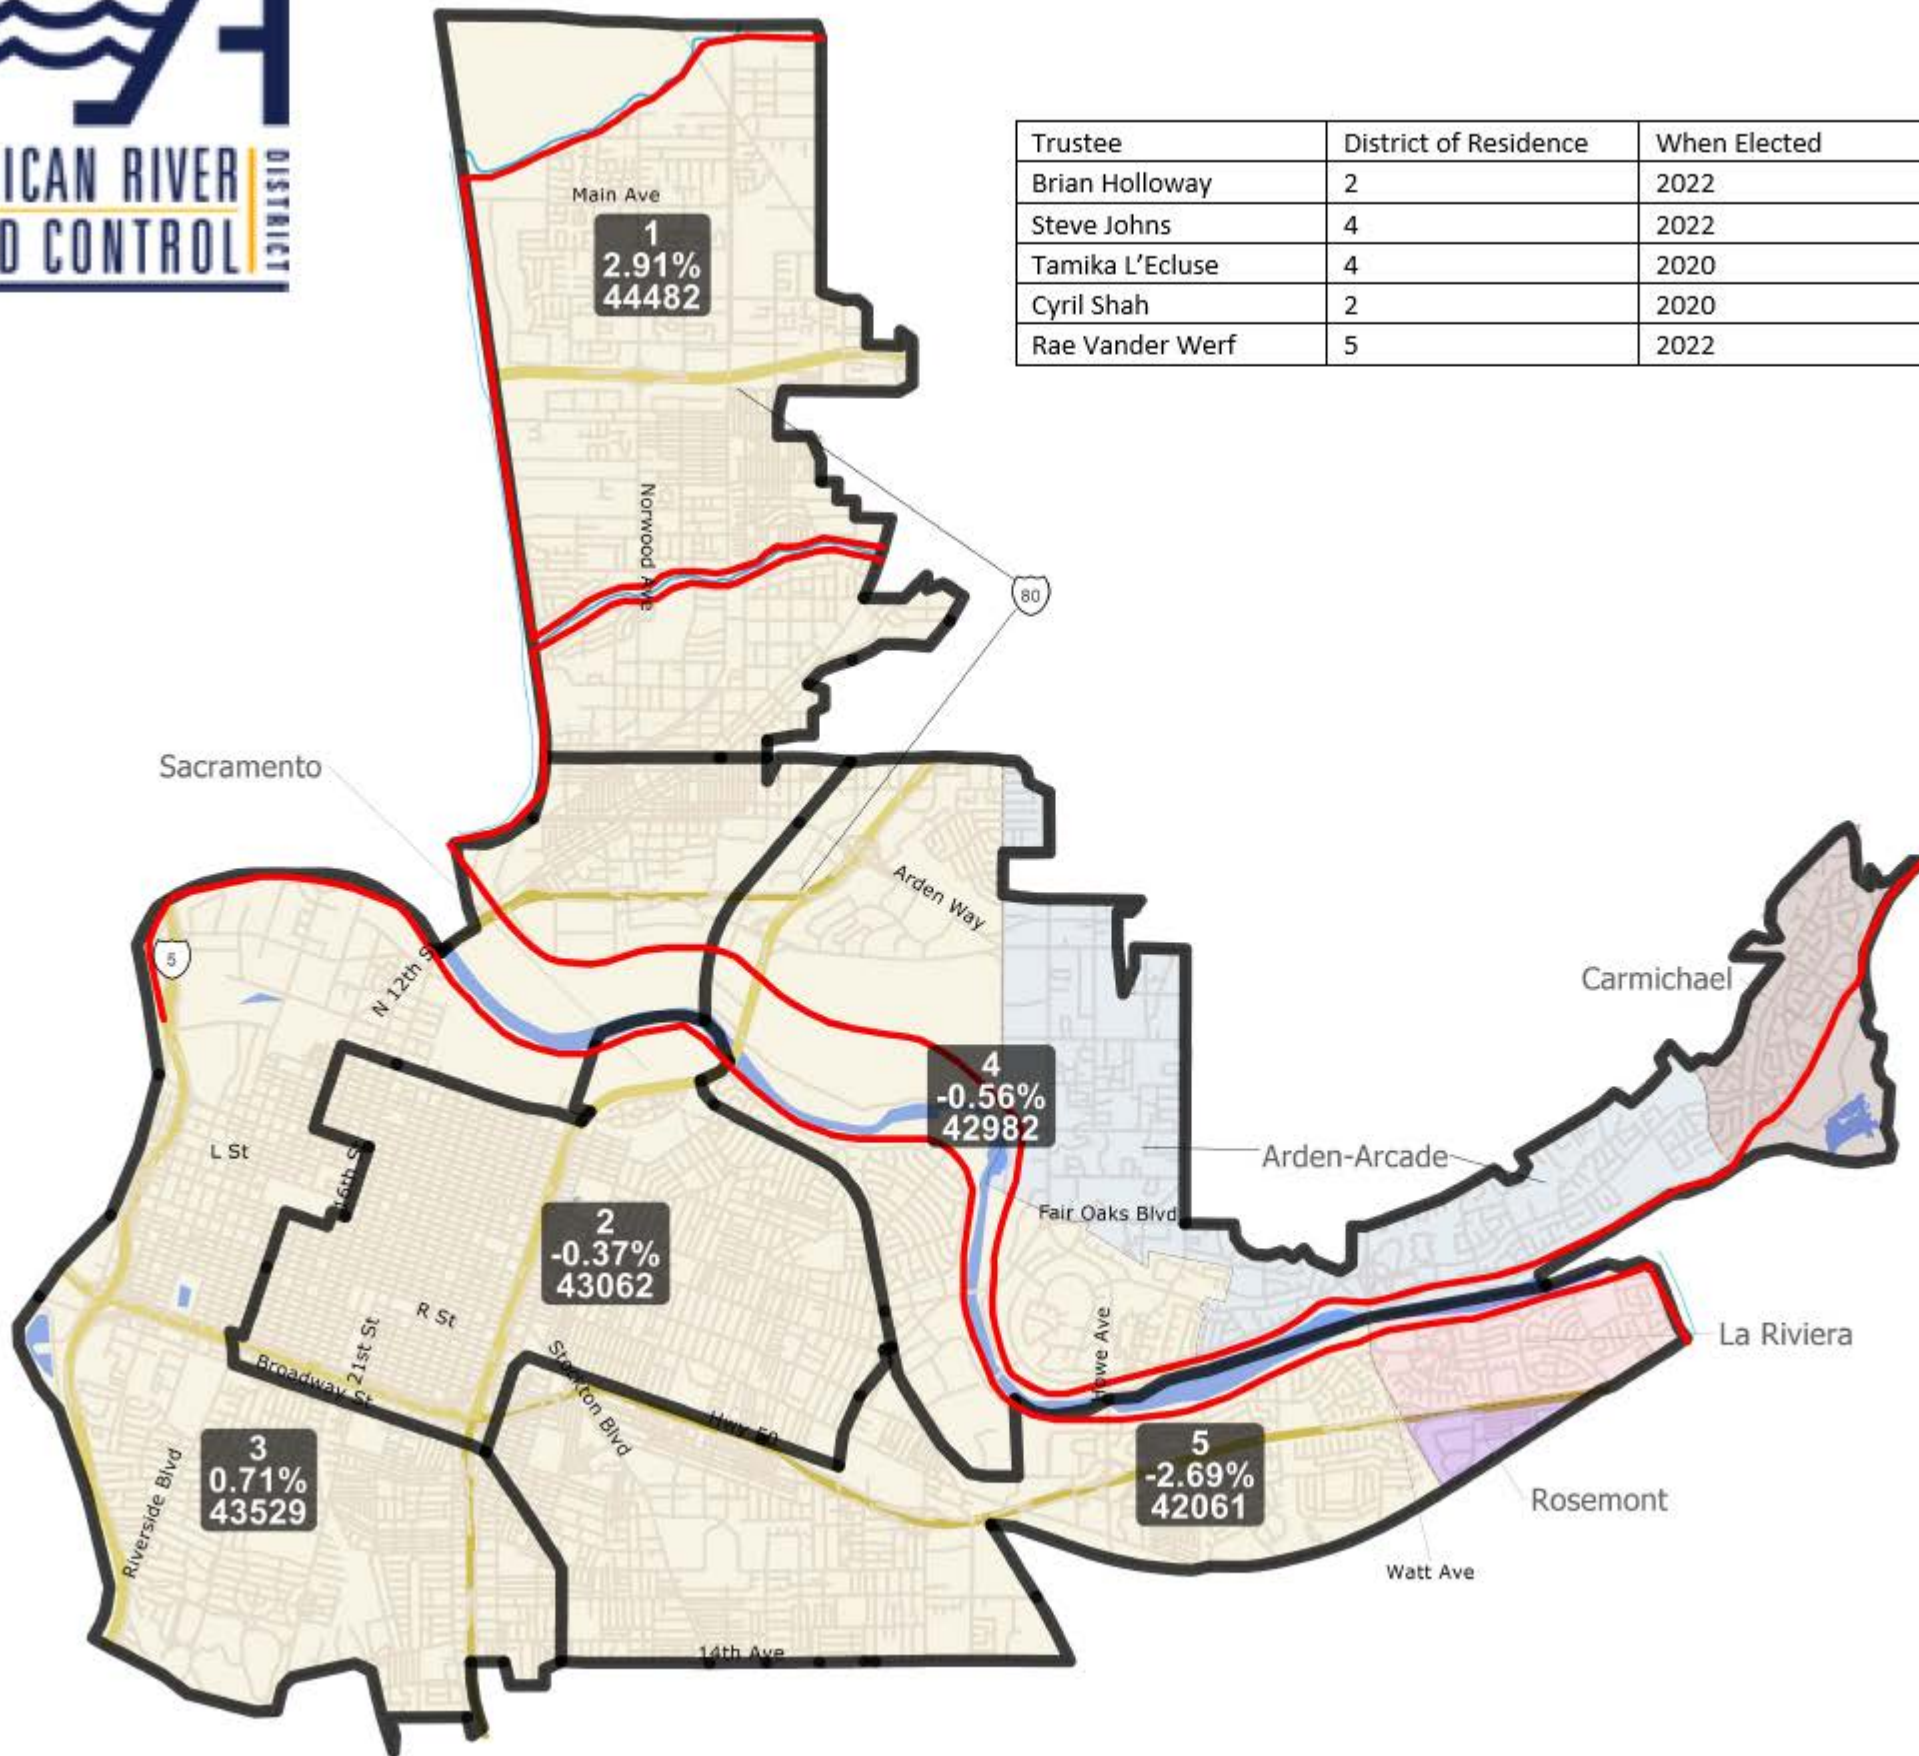 ICAN RIVER
D CONTROL
DISTRICT
Trustee District of Residence When Elected
Brian Holloway 2 2022
Steve Johns 4 2022
Tamika L’Ecluse 4 2020
Cyril Shah 2 2020
Rae Vander Werf 5 2022
Main Ave
1
2.91%
44482
Norwood Ave
80
Sacramento
Arden Way
5
N 12th S
Carmichael
4
-0.56%
42982
L St
16th St
Arden-Arcade
Fair Oaks Blvd
2
-0.37%
43062
R St
21st St
Howe Ave
La Riviera
Broadway St
Stockton Blvd
Hwy 50
3
0.71%
43529
5
-2.69%
42061
Riverside Blvd
Rosemont
Watt Ave
14th Ave